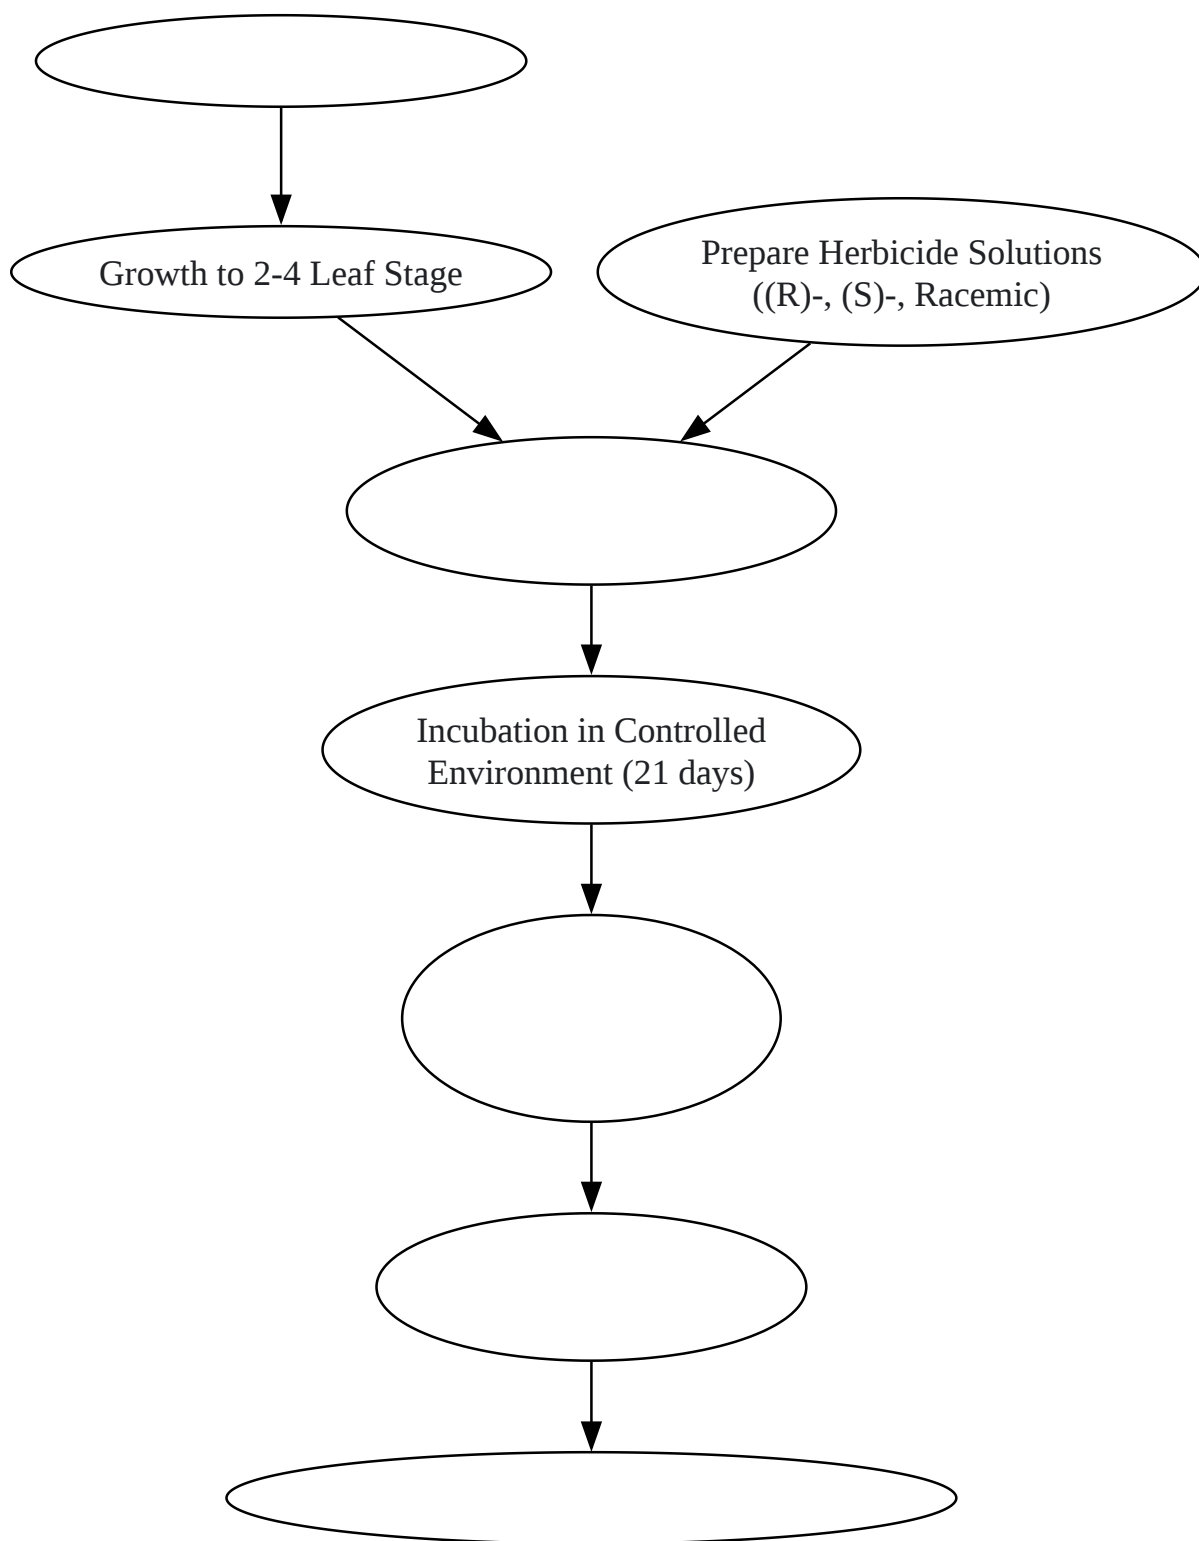 Growth to 2-4 Leaf Stage
Prepare Herbicide Solutions
((R)-, (S)-, Racemic)
Incubation in Controlled
Environment (21 days)